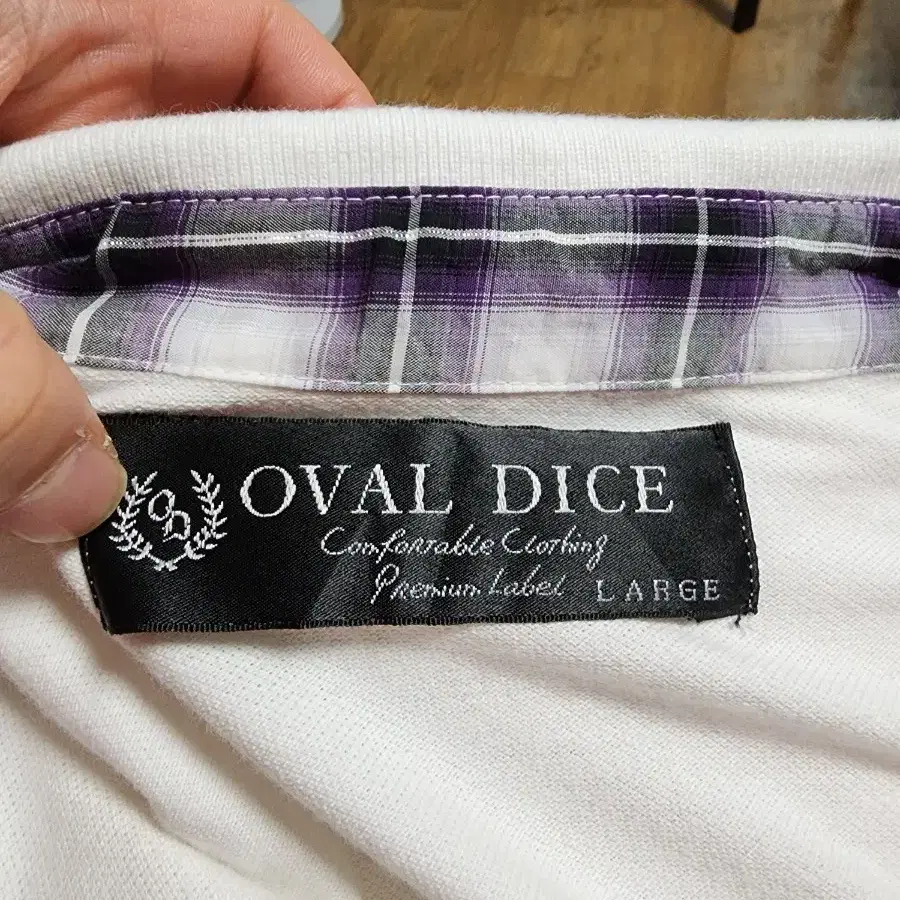 OD
OVAL DICE
Comfortable Clothing
Premium Label LARGE